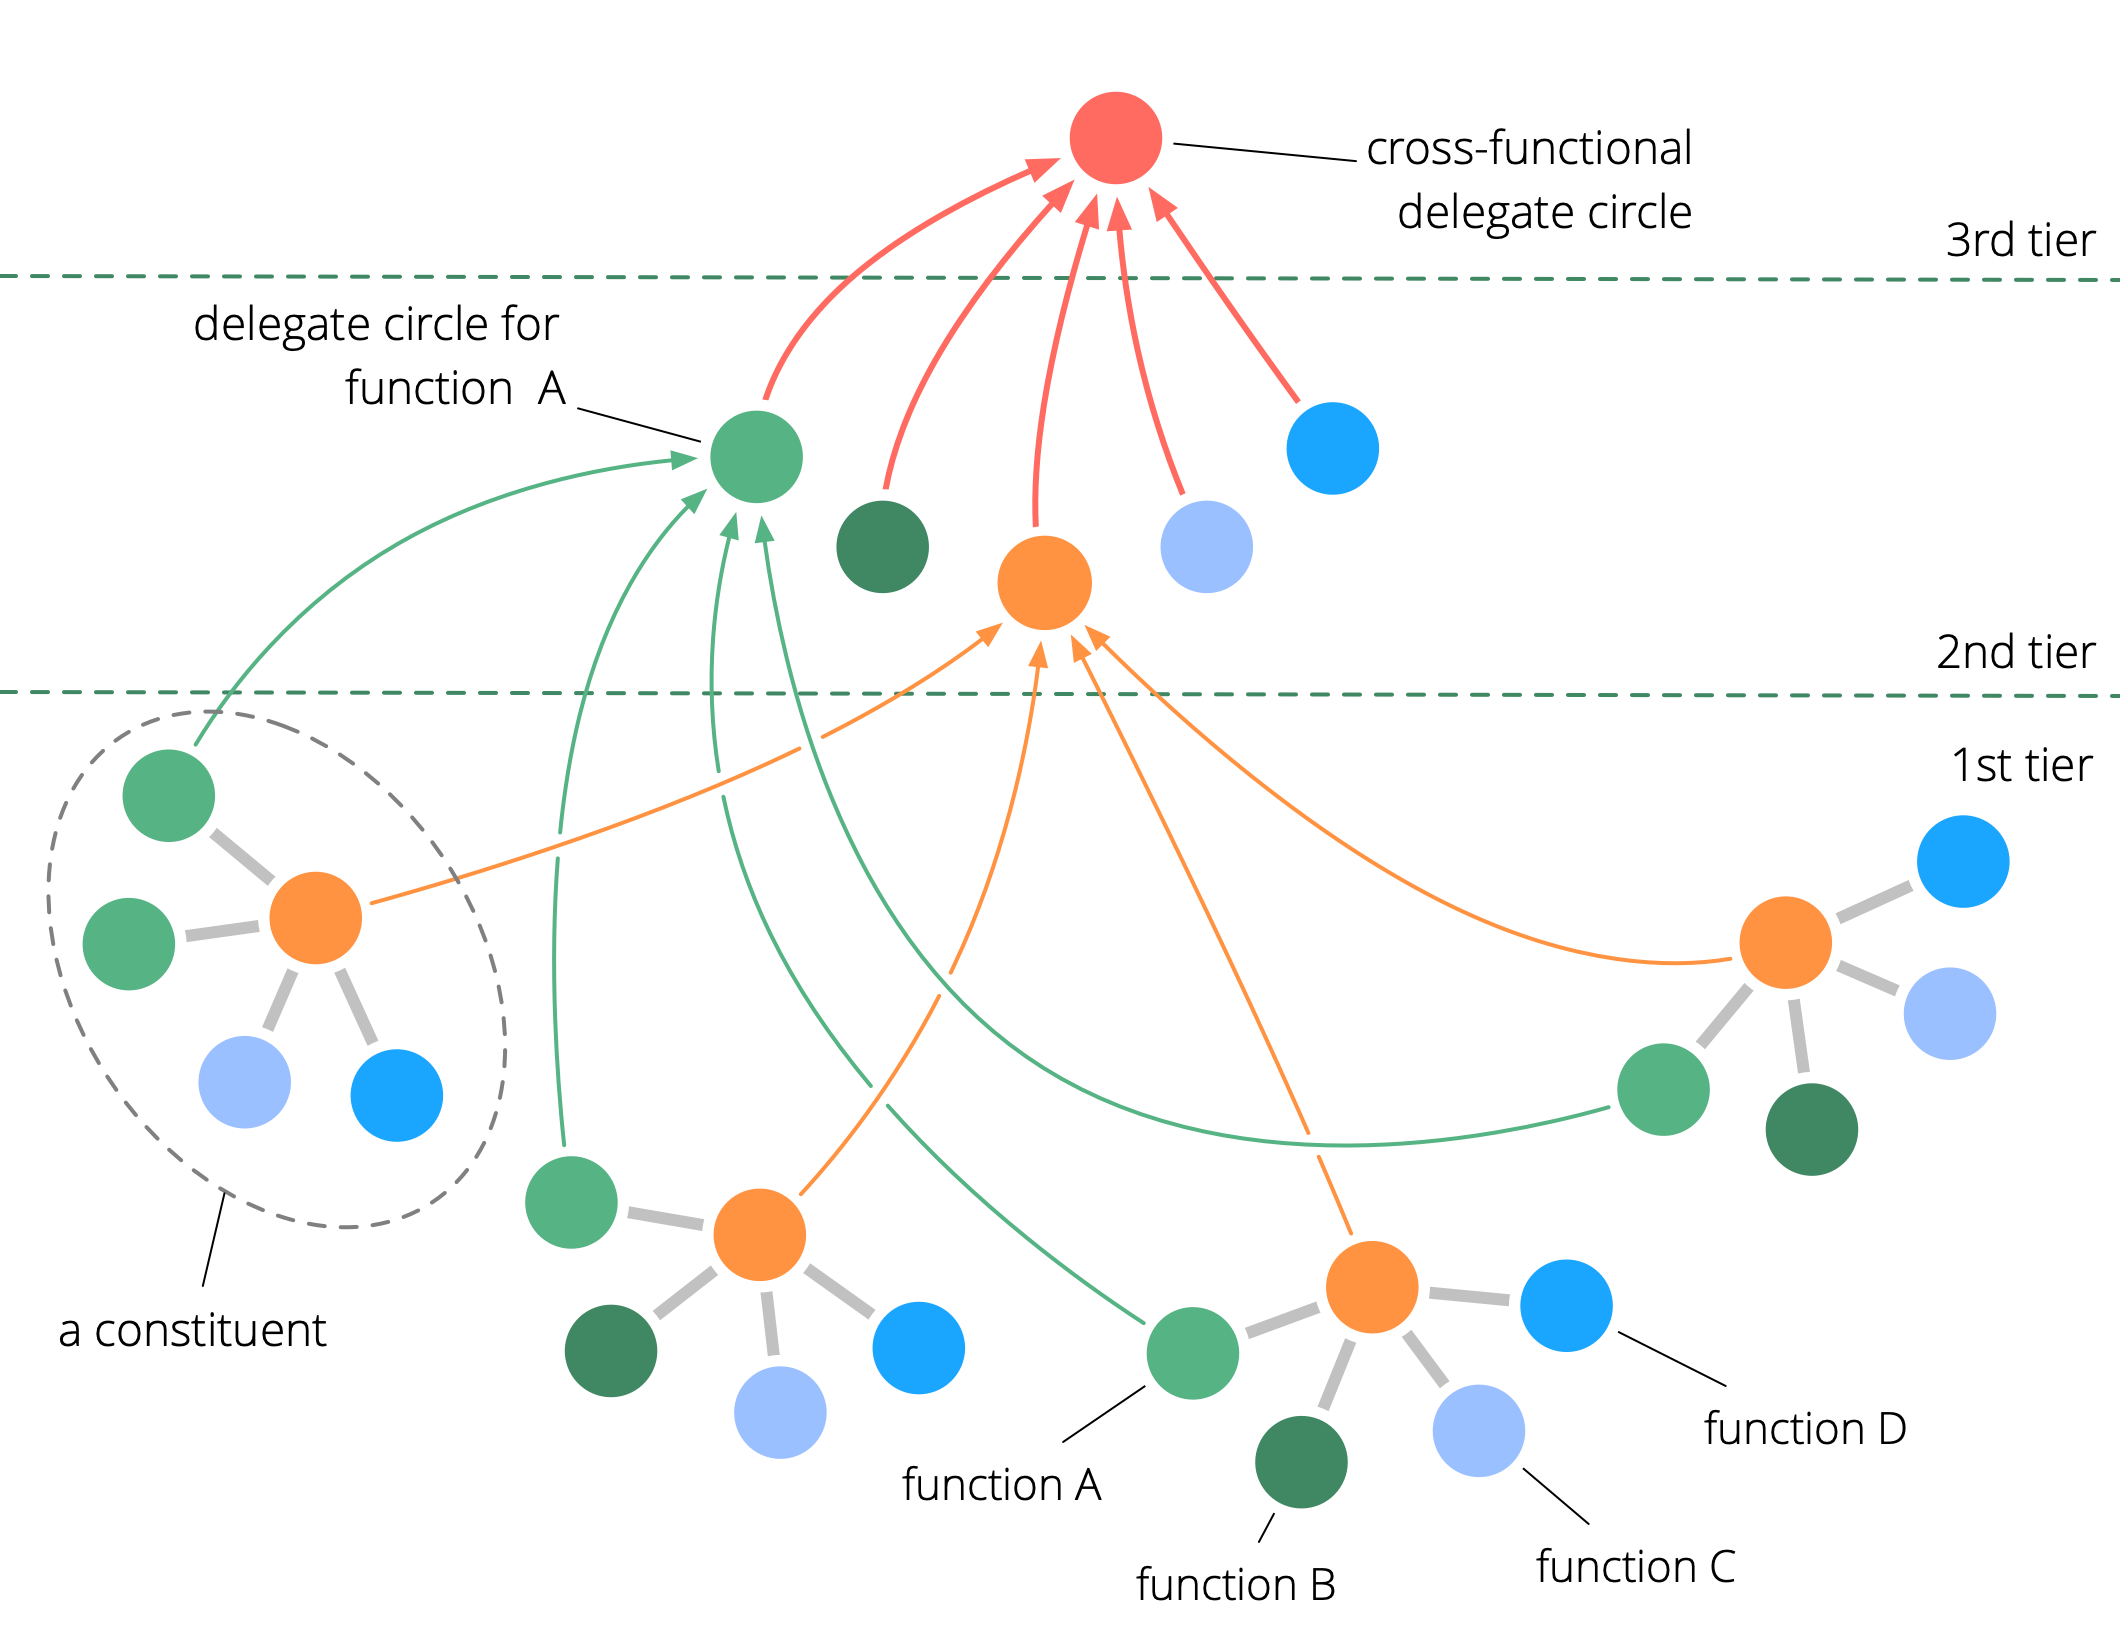 cross-functional
delegate circle
3rd tier
delegate circle for
function A
2nd tier
1st tier
a constituent
function A
function B
function C
function D